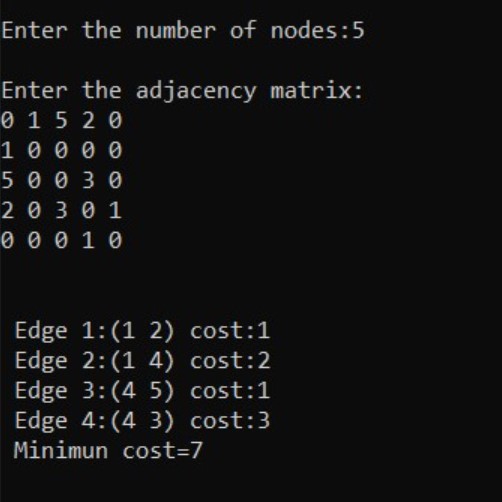 Enter the number of nodes:5
Enter the adjacency matrix:
0 1 5 2 0
1 0 0 0 0
5 0 0 3 0
2 0 3 0 1
0 0 0 1 0
Edge 1:(1 2) cost:1
Edge 2:(1 4) cost:2
Edge 3:(4 5) cost:1
Edge 4:(4 3) cost:3
Minimun cost=7